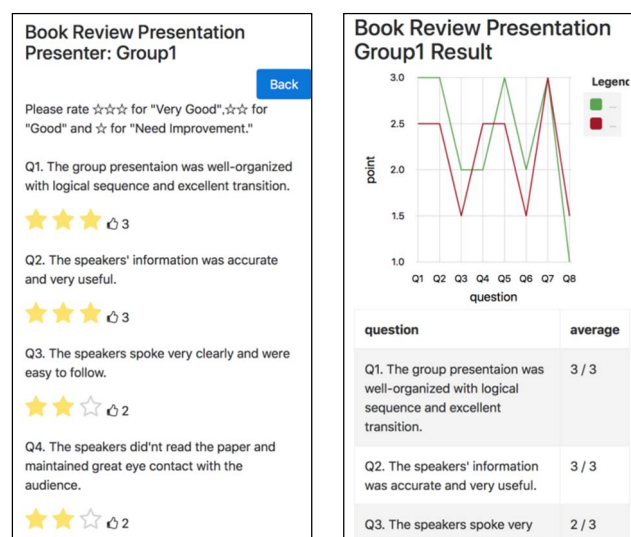 Book Review Presentation
Presenter: Group1
Back
Please rate ☆☆☆ for "Very Good",☆☆ for
"Good" and ☆ for "Need Improvement."
Q1. The group presentaion was well-organized
with logical sequence and excellent transition.
3
Q2. The speakers' information was accurate
and very useful.
3
Q3. The speakers spoke very clearly and were
easy to follow.
2
Q4. The speakers did'nt read the paper and
maintained great eye contact with the
audience.
2
Book Review Presentation
Group1 Result
3.0
2.5
2.0
1.5
1.0
point
Q1 Q2 Q3 Q4 Q5 Q6 Q7 Q8
question
Legend
...
...
question average
Q1. The group presentaion was 3 / 3
well-organized with logical
sequence and excellent
transition.
Q2. The speakers' information 3 / 3
was accurate and very useful.
Q3. The speakers spoke very 2 / 3